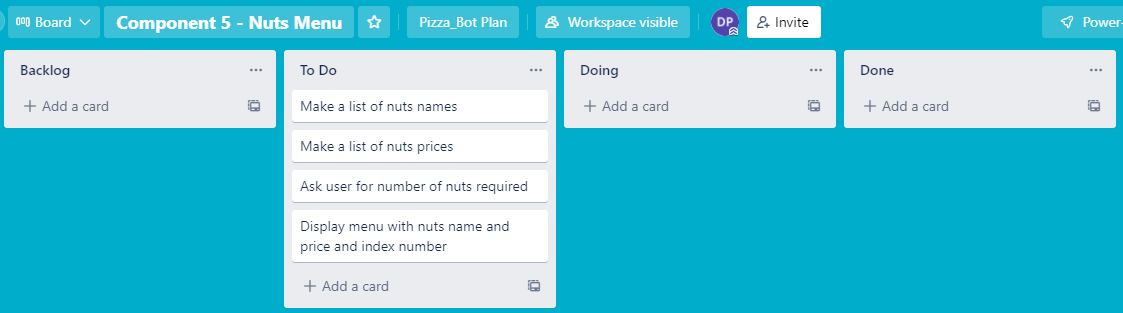 Board
Component 5 - Nuts Menu
Pizza_Bot Plan
Workspace visible
DP
Invite
Power-
Backlog
Add a card
To Do
Make a list of nuts names
Make a list of nuts prices
Ask user for number of nuts required
Display menu with nuts name and
price and index number
Add a card
Doing
Add a card
Done
Add a card